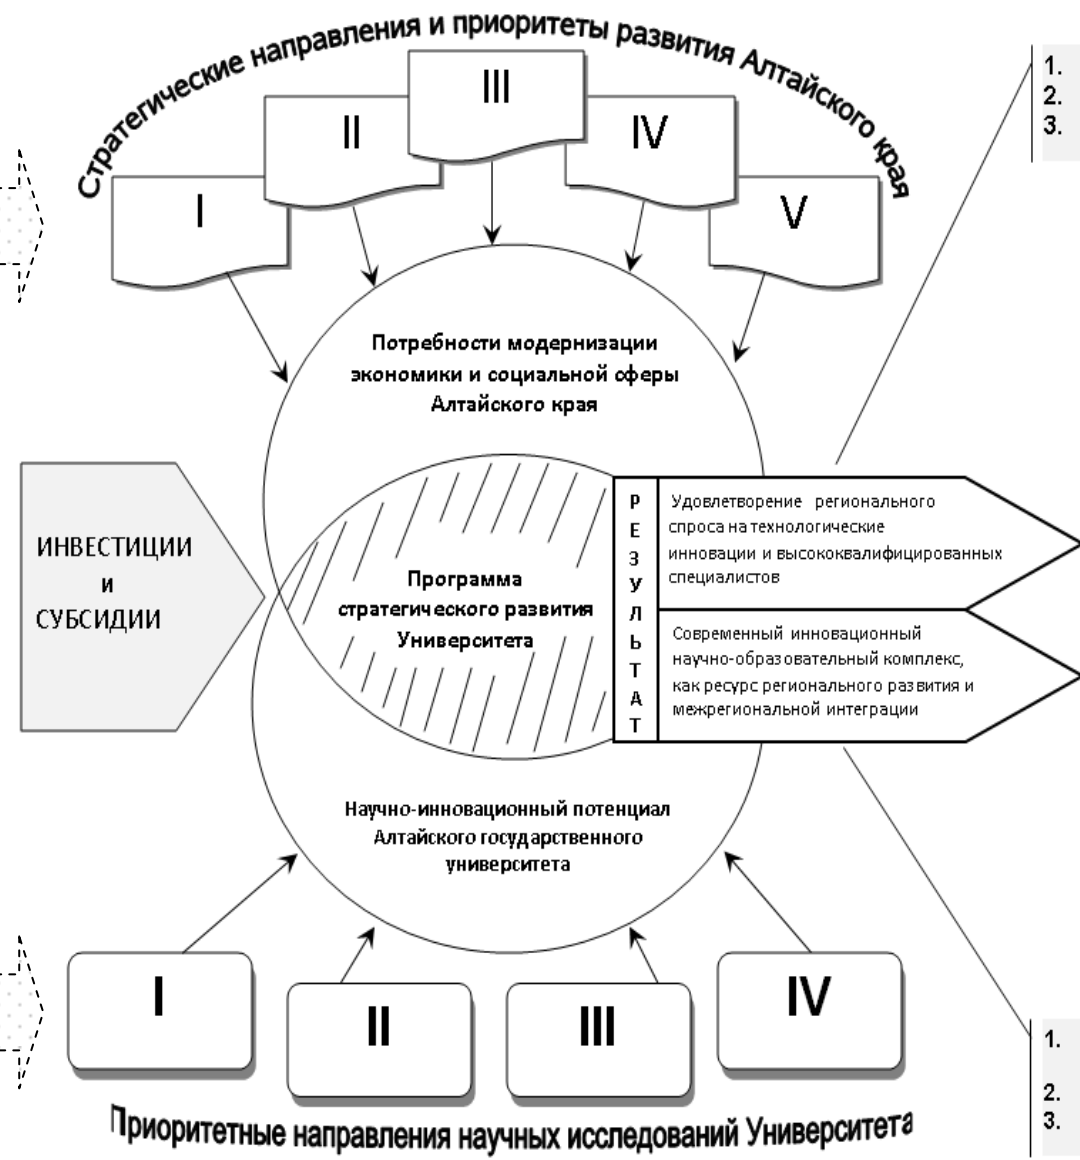 Стратегические направления и приоритеты развития Алтайского края
III
II
IV
I
V
1.
2.
3.
Потребности модернизации
экономики и социальной сферы
Алтайского края
ИНВЕСТИЦИИ
и
СУБСИДИИ
Программа
стратегического развития
Университета
РЕЗУЛЬТАТ
Удовлетворение регионального
спроса на технологические
инновации и высококвалифицированных
специалистов
Современный инновационный
научно-образовательный комплекс,
как ресурс регионального развития и
межрегиональной интеграции
Научно-инновационный потенциал
Алтайского государственного
университета
I
II
III
IV
1.
2.
3.
Приоритетные направления научных исследований Университета